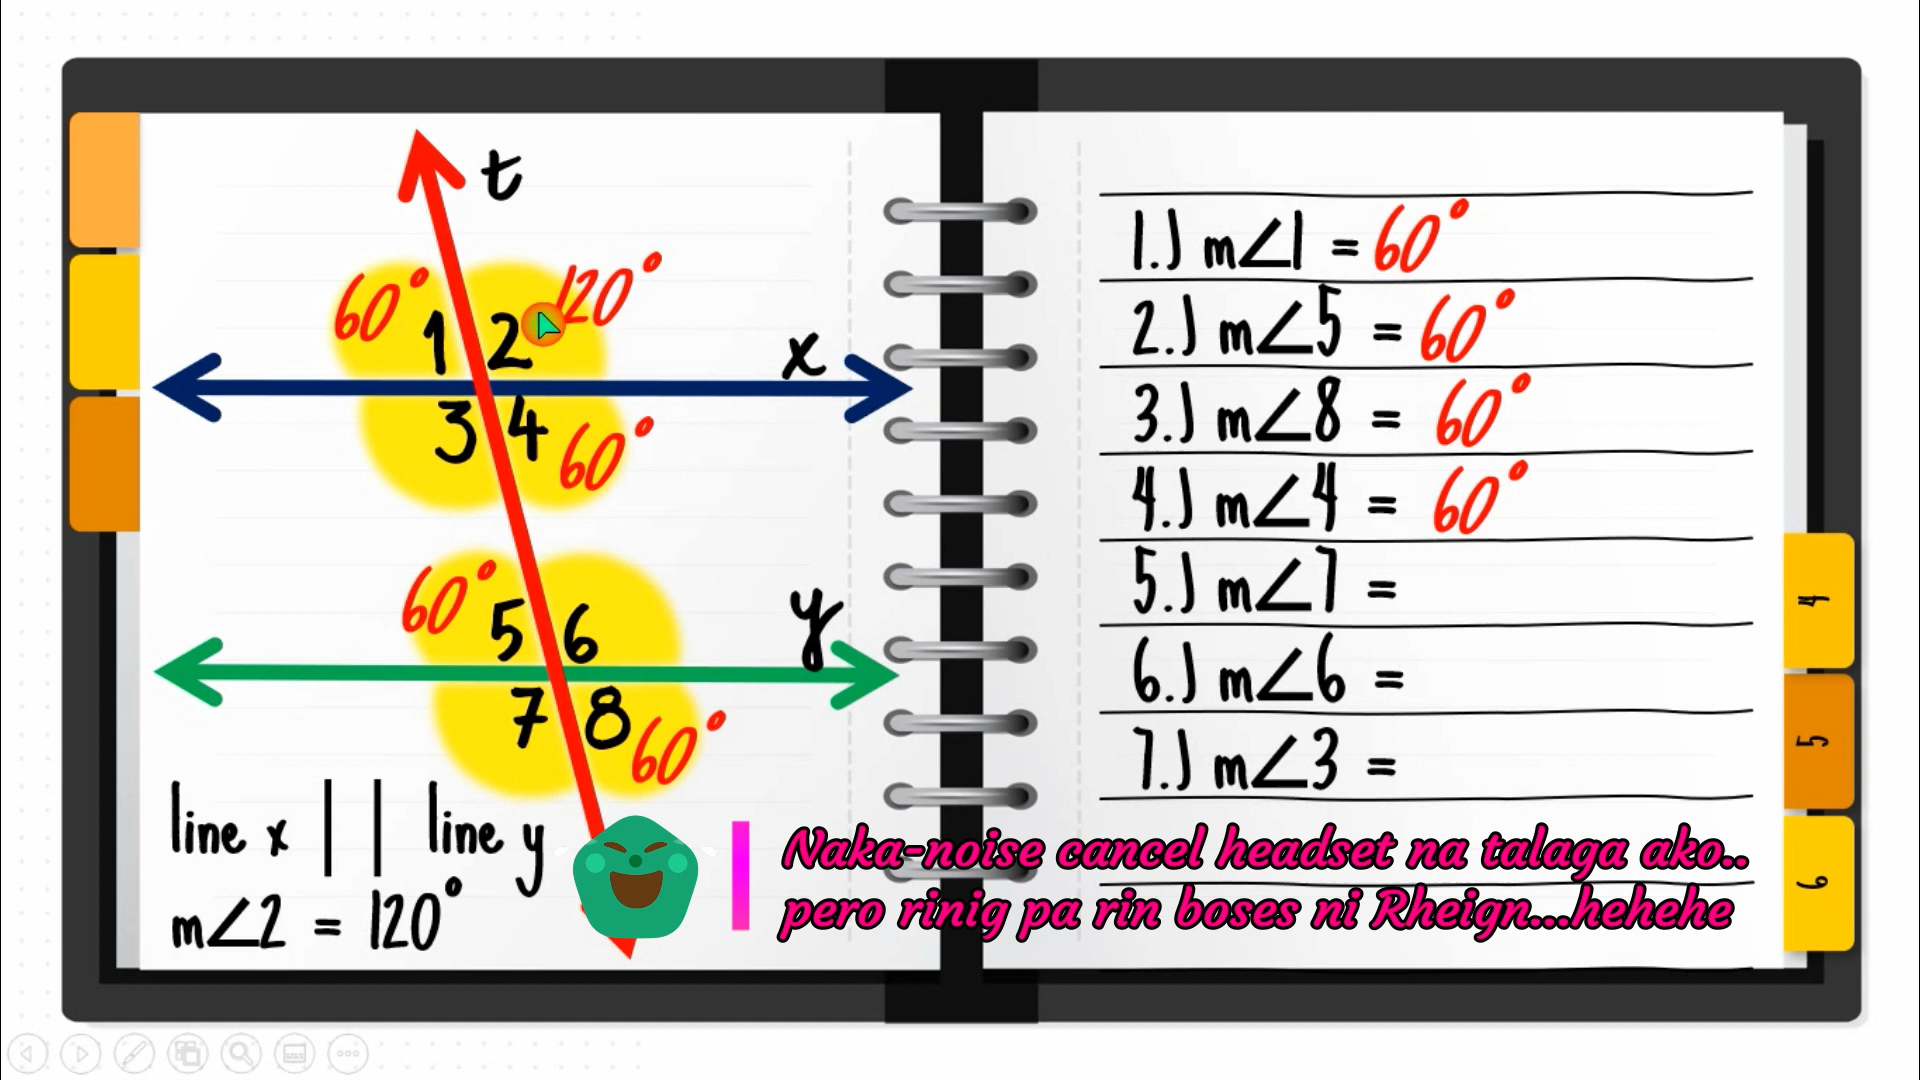 t
60° 1 2 120°
x
3 4 60°
60° 5 6
y
7 8 60°
line x || line y
m∠2 = 120°
1.) m∠1 = 60°
2.) m∠5 = 60°
3.) m∠8 = 60°
4.) m∠4 = 60°
5.) m∠7 =
6.) m∠6 =
7.) m∠3 =
4
5
6
Naka-noise cancel headset na talaga ako..
pero rinig pa rin boses ni Rheign...hehehe